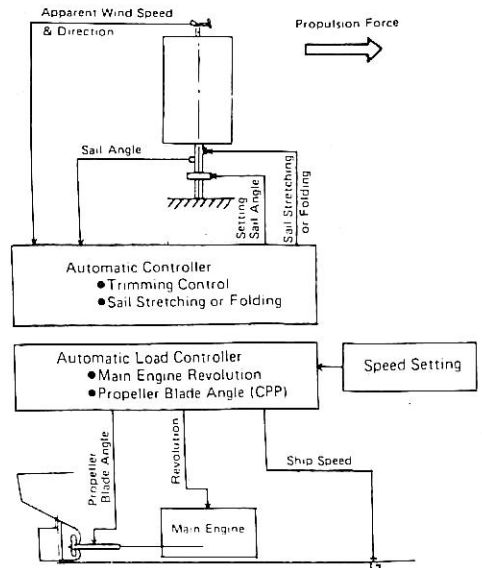 Apparent Wind Speed
& Direction
Propulsion Force
Sail Angle
Setting
Sail Angle
Sail Stretching
or Folding
Automatic Controller
●Trimming Control
●Sail Stretching or Folding
Automatic Load Controller
●Main Engine Revolution
●Propeller Blade Angle (CPP)
Speed Setting
Propeller
Blade Angle
Revolution
Ship Speed
Main Engine